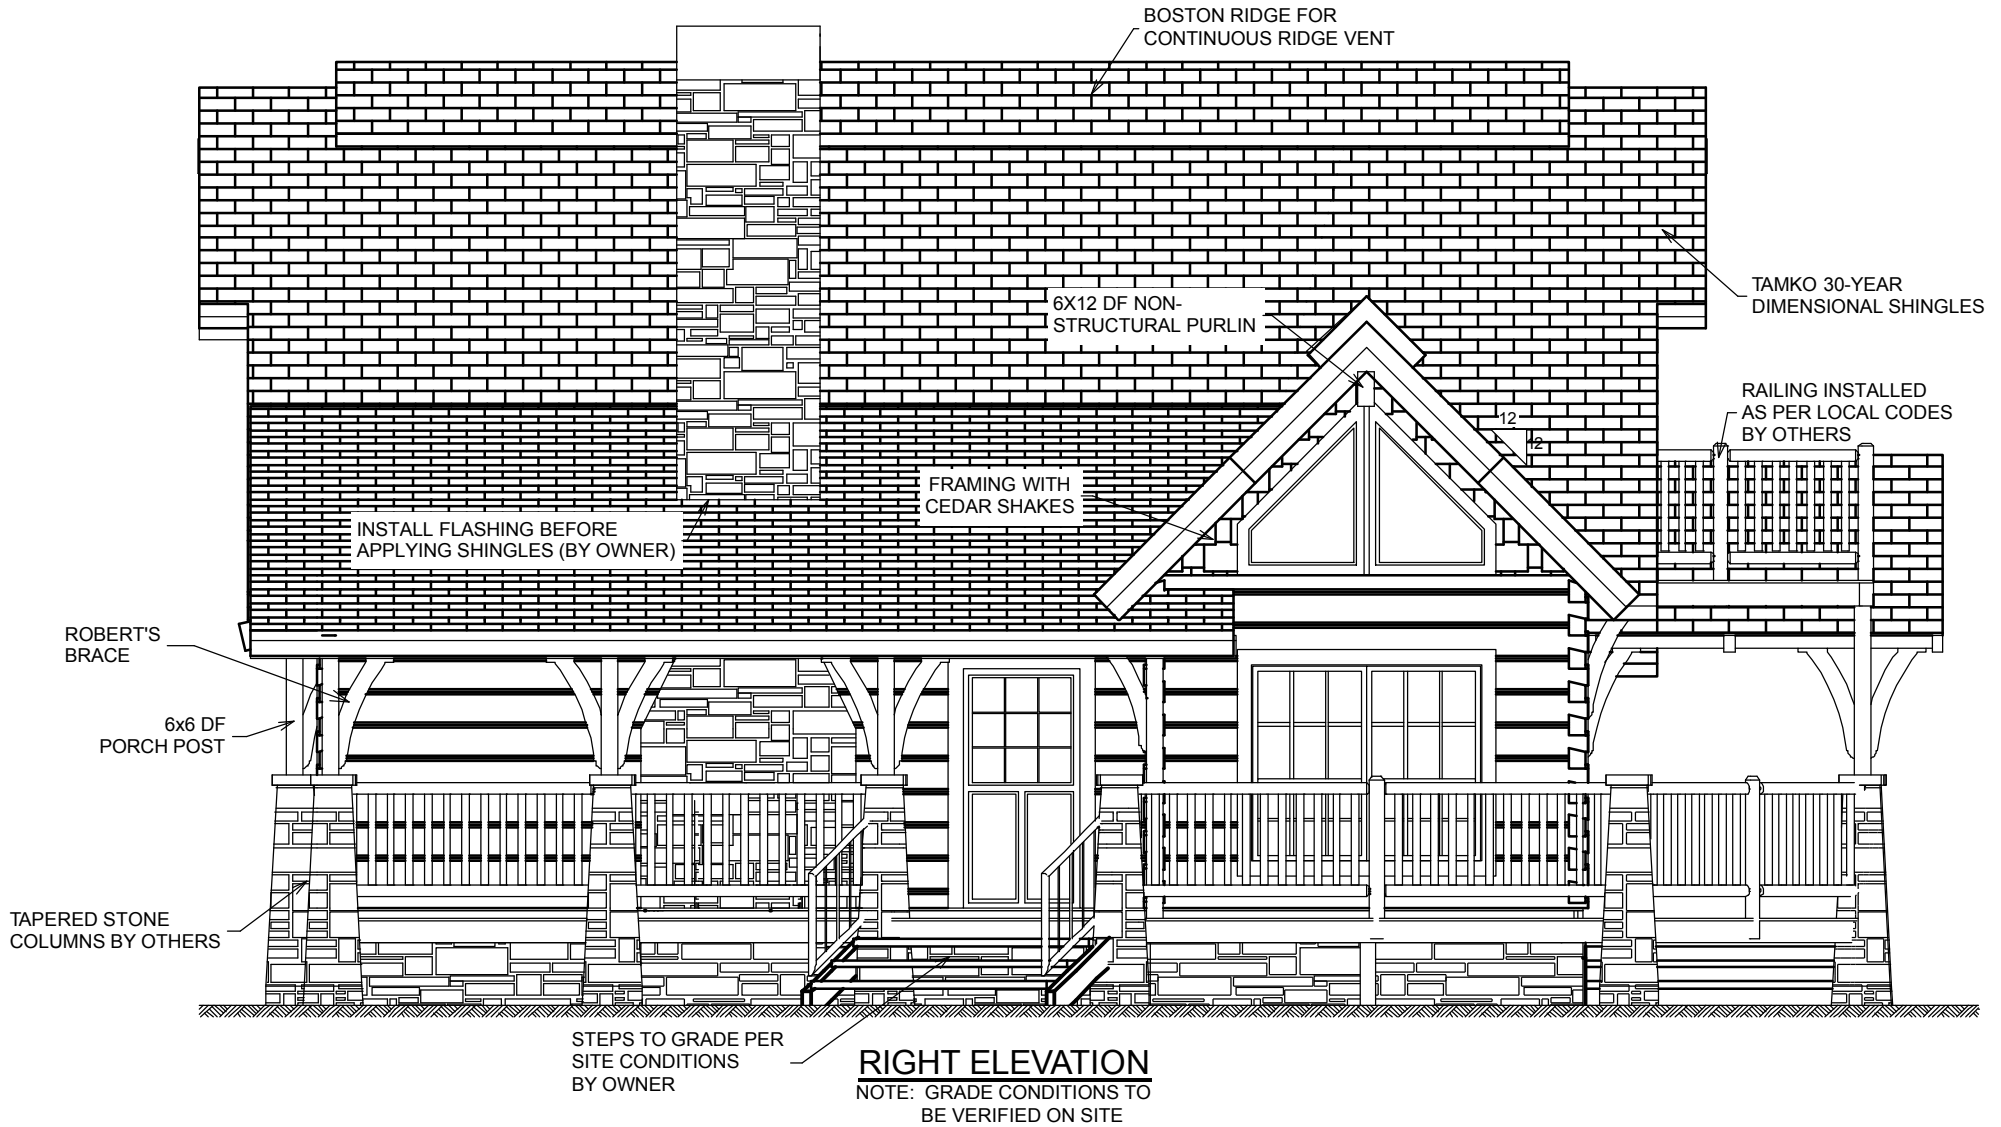 BOSTON RIDGE FOR
CONTINUOUS RIDGE VENT
TAMKO 30-YEAR
DIMENSIONAL SHINGLES
6X12 DF NON-
STRUCTURAL PURLIN
RAILING INSTALLED
AS PER LOCAL CODES
BY OTHERS
12
12
FRAMING WITH
CEDAR SHAKES
INSTALL FLASHING BEFORE
APPLYING SHINGLES (BY OWNER)
ROBERT'S
BRACE
6x6 DF
PORCH POST
TAPERED STONE
COLUMNS BY OTHERS
STEPS TO GRADE PER
SITE CONDITIONS
BY OWNER
RIGHT ELEVATION
NOTE: GRADE CONDITIONS TO
BE VERIFIED ON SITE